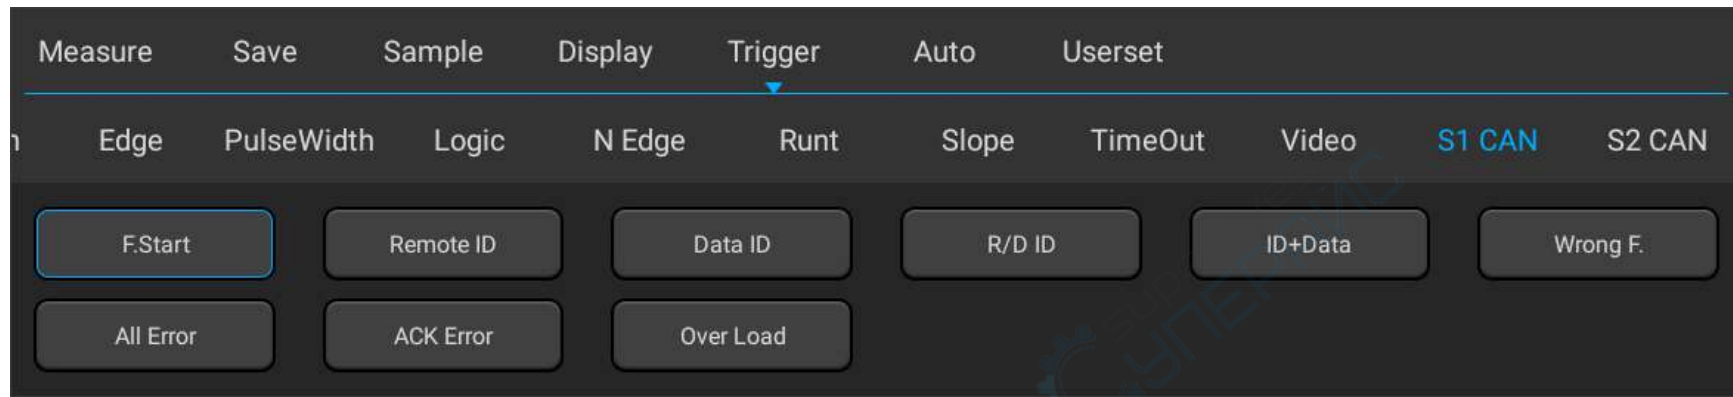 Measure Save Sample Display Trigger Auto Userset
Edge PulseWidth Logic N Edge Runt Slope TimeOut Video S1 CAN S2 CAN
F.Start Remote ID Data ID R/D ID ID+Data Wrong F.
All Error ACK Error Over Load